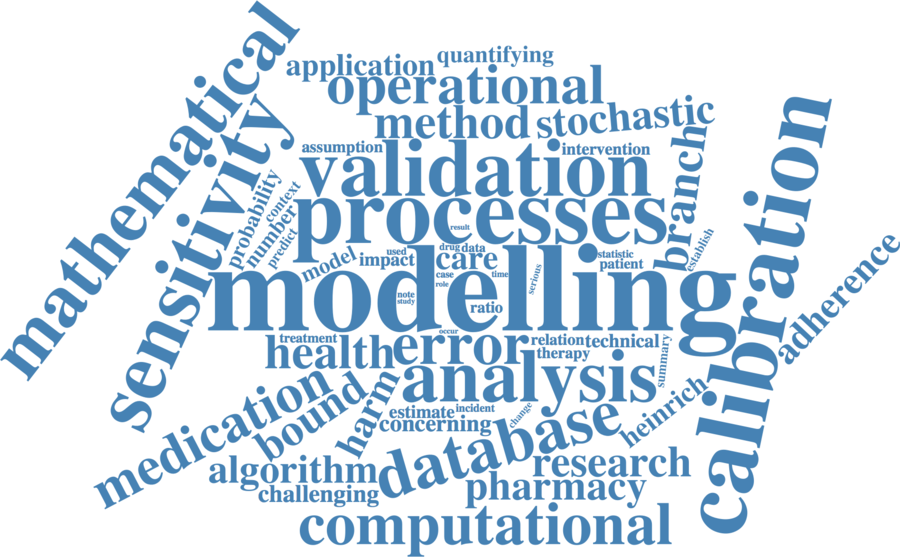 mathematical
sensitivity
application
quantifying
operational
method
stochastic
assumption
intervention
validation
branch
calibration
probability
context
number
predict
processes
result
establish
adherence
model
used
impact
drug
data
care
case
time
role
serious
statistic
patient
modelling
note
study
ratio
occur
treatment
health
error
relation
technical
therapy
summary
analysis
medication
bound
harm
estimate
incident
concerning
change
database
heinrich
algorithm
challenging
research
pharmacy
computational